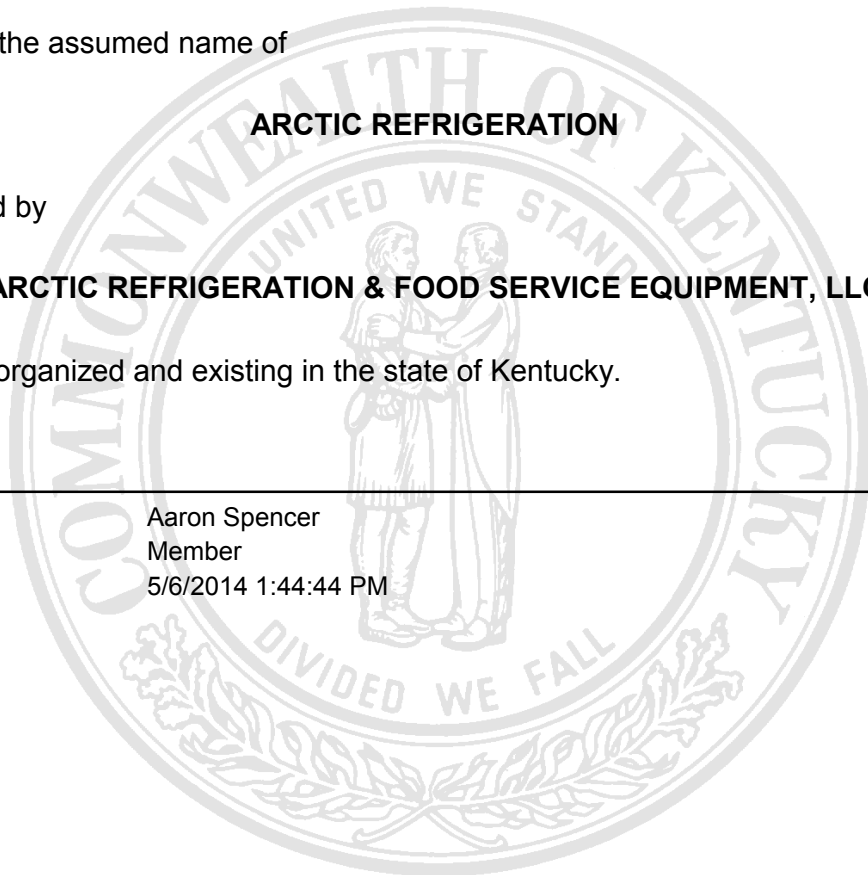 the assumed name of
ARCTIC REFRIGERATION
d by
ARCTIC REFRIGERATION & FOOD SERVICE EQUIPMENT, LLC
organized and existing in the state of Kentucky.
Aaron Spencer
Member
5/6/2014 1:44:44 PM
COMMONWEALTH OF KENTUCKY
UNITED WE STAND
DIVIDED WE FALL